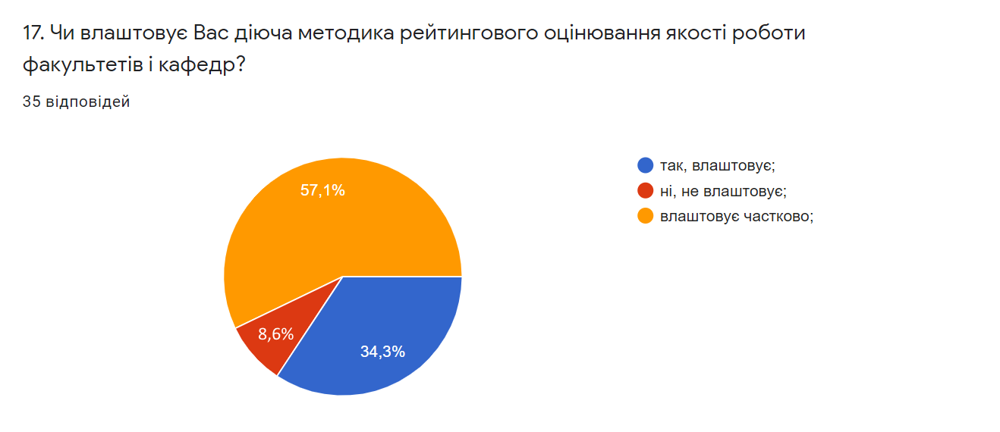 17. Чи влаштовує Вас діюча методика рейтингового оцінювання якості роботи
факультетів і кафедр?
35 відповідей
так, влаштовує;
ні, не влаштовує;
влаштовує частково;
57,1%
8,6%
34,3%